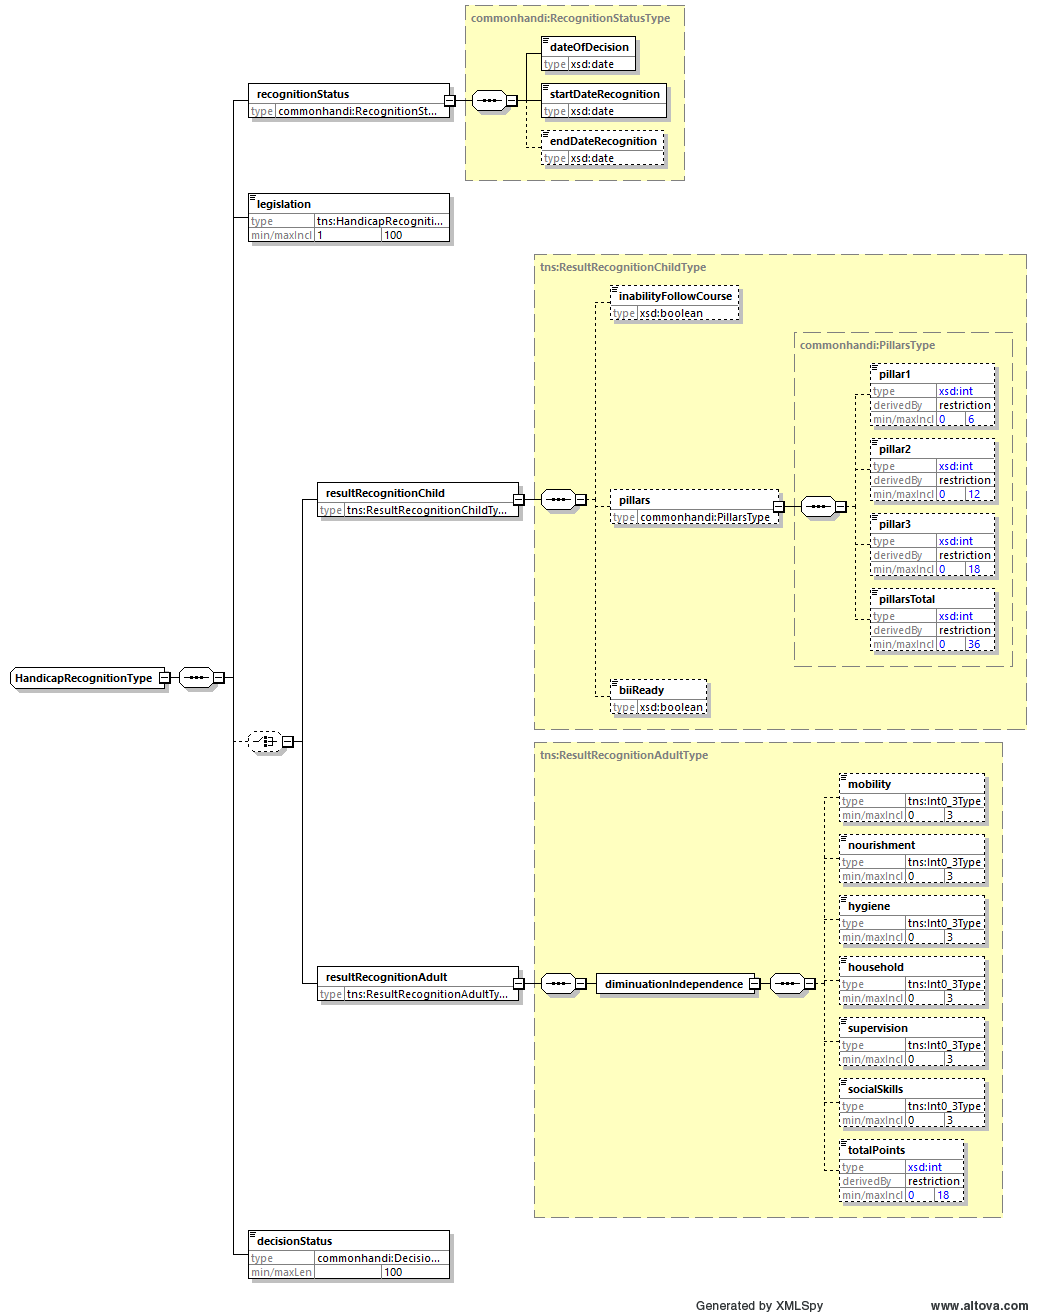 commonhandi:RecognitionStatusType
dateOfDecision
type xsd:date
recognitionStatus
type commonhandi:RecognitionSt...
startDateRecognition
type xsd:date
endDateRecognition
type xsd:date
legislation
type tns:HandicapRecogniti...
min/maxIncl 1 100
tns:ResultRecognitionChildType
inabilityFollowCourse
type xsd:boolean
commonhandi:PillarsType
pillar1
type xsd:int
derivedBy restriction
min/maxIncl 0 6
pillar2
type xsd:int
derivedBy restriction
min/maxIncl 0 12
resultRecognitionChild
type tns:ResultRecognitionChildTy...
pillars
type commonhandi:PillarsType
pillar3
type xsd:int
derivedBy restriction
min/maxIncl 0 18
pillarsTotal
type xsd:int
derivedBy restriction
min/maxIncl 0 36
HandicapRecognitionType
biiReady
type xsd:boolean
tns:ResultRecognitionAdultType
mobility
type tns:Int0_3Type
min/maxIncl 0 3
nourishment
type tns:Int0_3Type
min/maxIncl 0 3
hygiene
type tns:Int0_3Type
min/maxIncl 0 3
resultRecognitionAdult
type tns:ResultRecognitionAdultTy...
diminuationIndependence
household
type tns:Int0_3Type
min/maxIncl 0 3
supervision
type tns:Int0_3Type
min/maxIncl 0 3
socialSkills
type tns:Int0_3Type
min/maxIncl 0 3
totalPoints
type xsd:int
derivedBy restriction
min/maxIncl 0 18
decisionStatus
type commonhandi:Decisio...
min/maxLen 100
Generated by XMLSpy www.altova.com